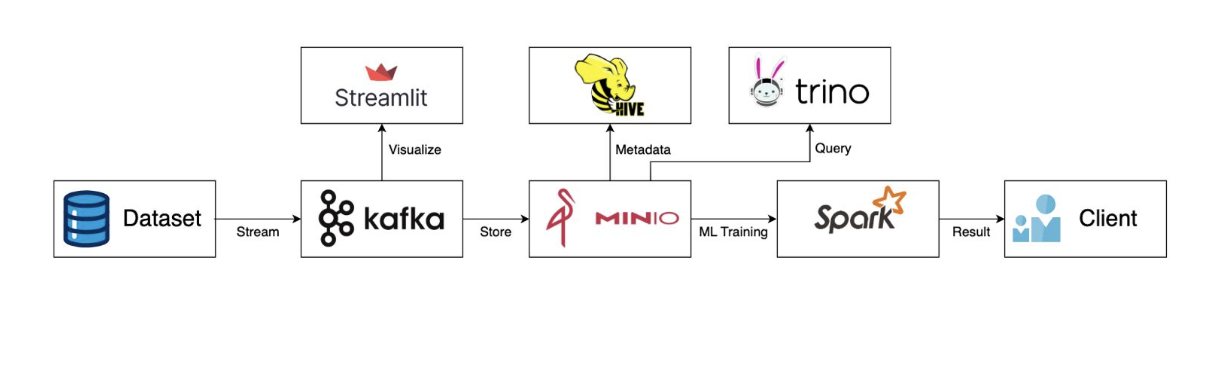 Streamlit
HIVE
trino
Visualize
Metadata
Query
Dataset
kafka
MINIO
Spark
Client
Stream
Store
ML Training
Result